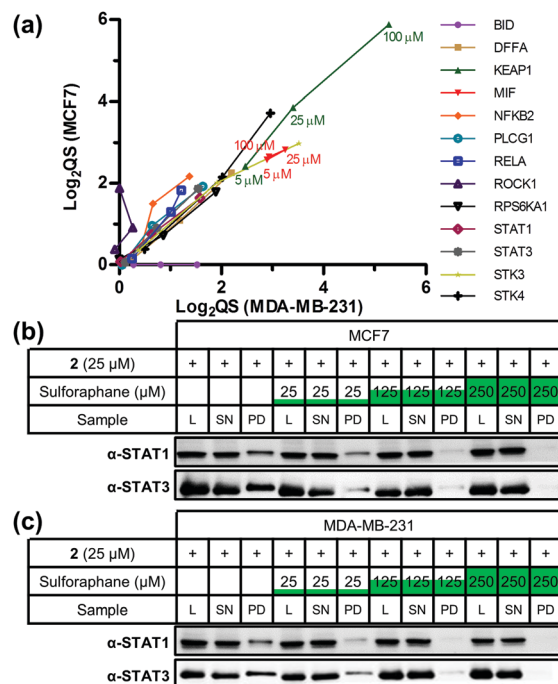 (a)
Log2QS (MCF7)
6
4
2
0
0 2 4 6
Log2QS (MDA-MB-231)
100 µM
25 µM
5 µM
100 µM
25 µM
5 µM
BID
DFFA
KEAP1
MIF
NFKB2
PLCG1
RELA
ROCK1
RPS6KA1
STAT1
STAT3
STK3
STK4
(b)
MCF7
2 (25 µM) + + + + + + + + + + + +
Sulforaphane (µM) 25 25 25 125 125 125 250 250 250
Sample L SN PD L SN PD L SN PD L SN PD
α-STAT1
α-STAT3
(c)
MDA-MB-231
2 (25 µM) + + + + + + + + + + + +
Sulforaphane (µM) 25 25 25 125 125 125 250 250 250
Sample L SN PD L SN PD L SN PD L SN PD
α-STAT1
α-STAT3